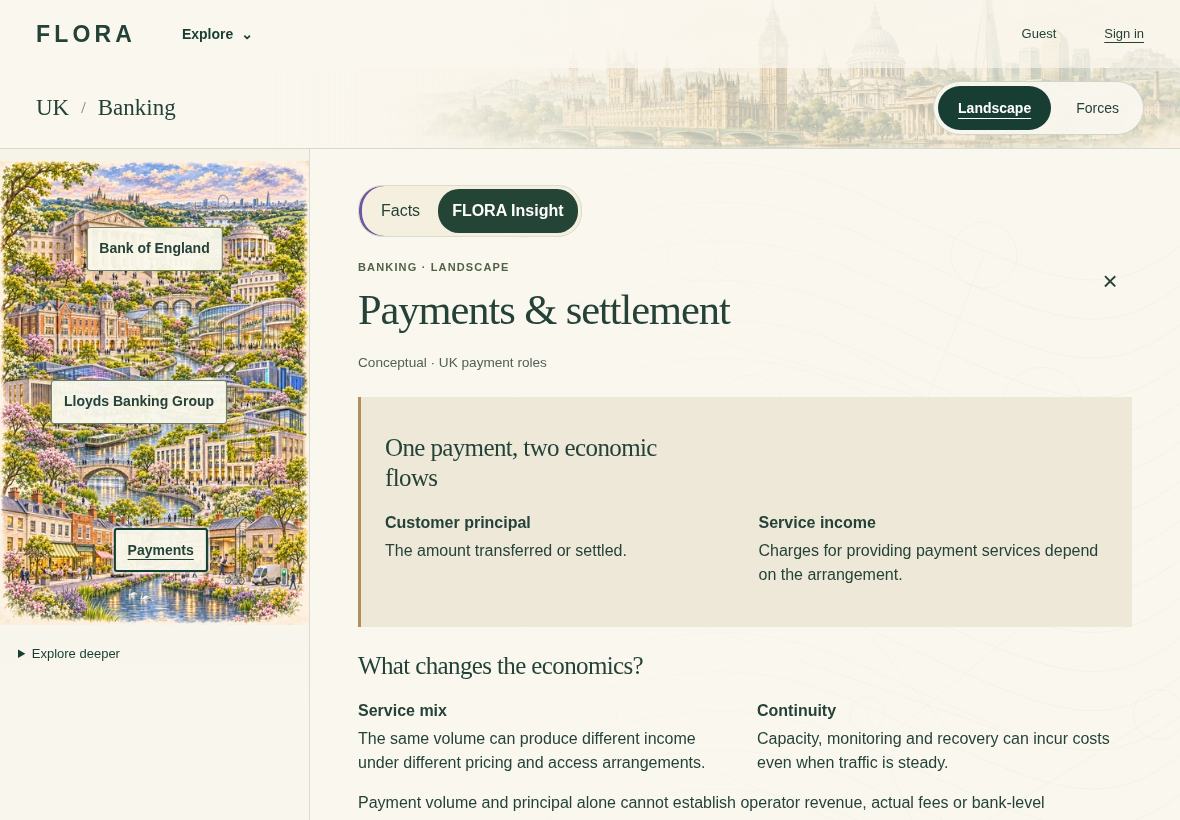 FLORA
Explore
Guest
Sign in
UK / Banking
Landscape
Forces
Bank of England
Lloyds Banking Group
Payments
Explore deeper
Facts
FLORA Insight
BANKING · LANDSCAPE
Payments & settlement
Conceptual · UK payment roles
One payment, two economic
flows
Customer principal
The amount transferred or settled.
Service income
Charges for providing payment services depend
on the arrangement.
What changes the economics?
Service mix
The same volume can produce different income
under different pricing and access arrangements.
Continuity
Capacity, monitoring and recovery can incur costs
even when traffic is steady.
Payment volume and principal alone cannot establish operator revenue, actual fees or bank-level